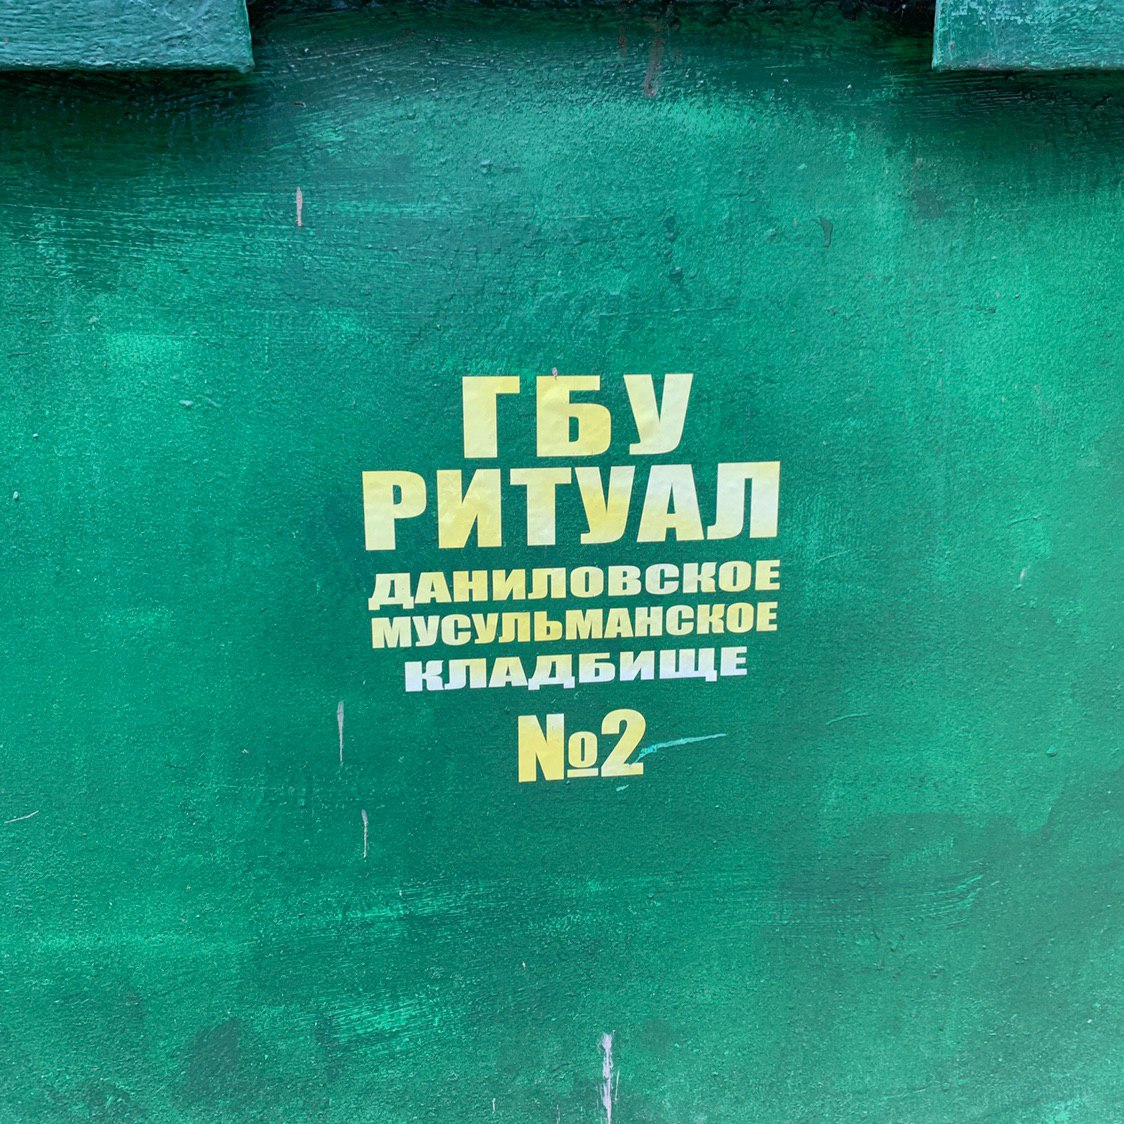 ГБУ
РИТУАЛ
ДАНИЛОВСКОЕ
МУСУЛЬМАНСКОЕ
КЛАДБИЩЕ
№2